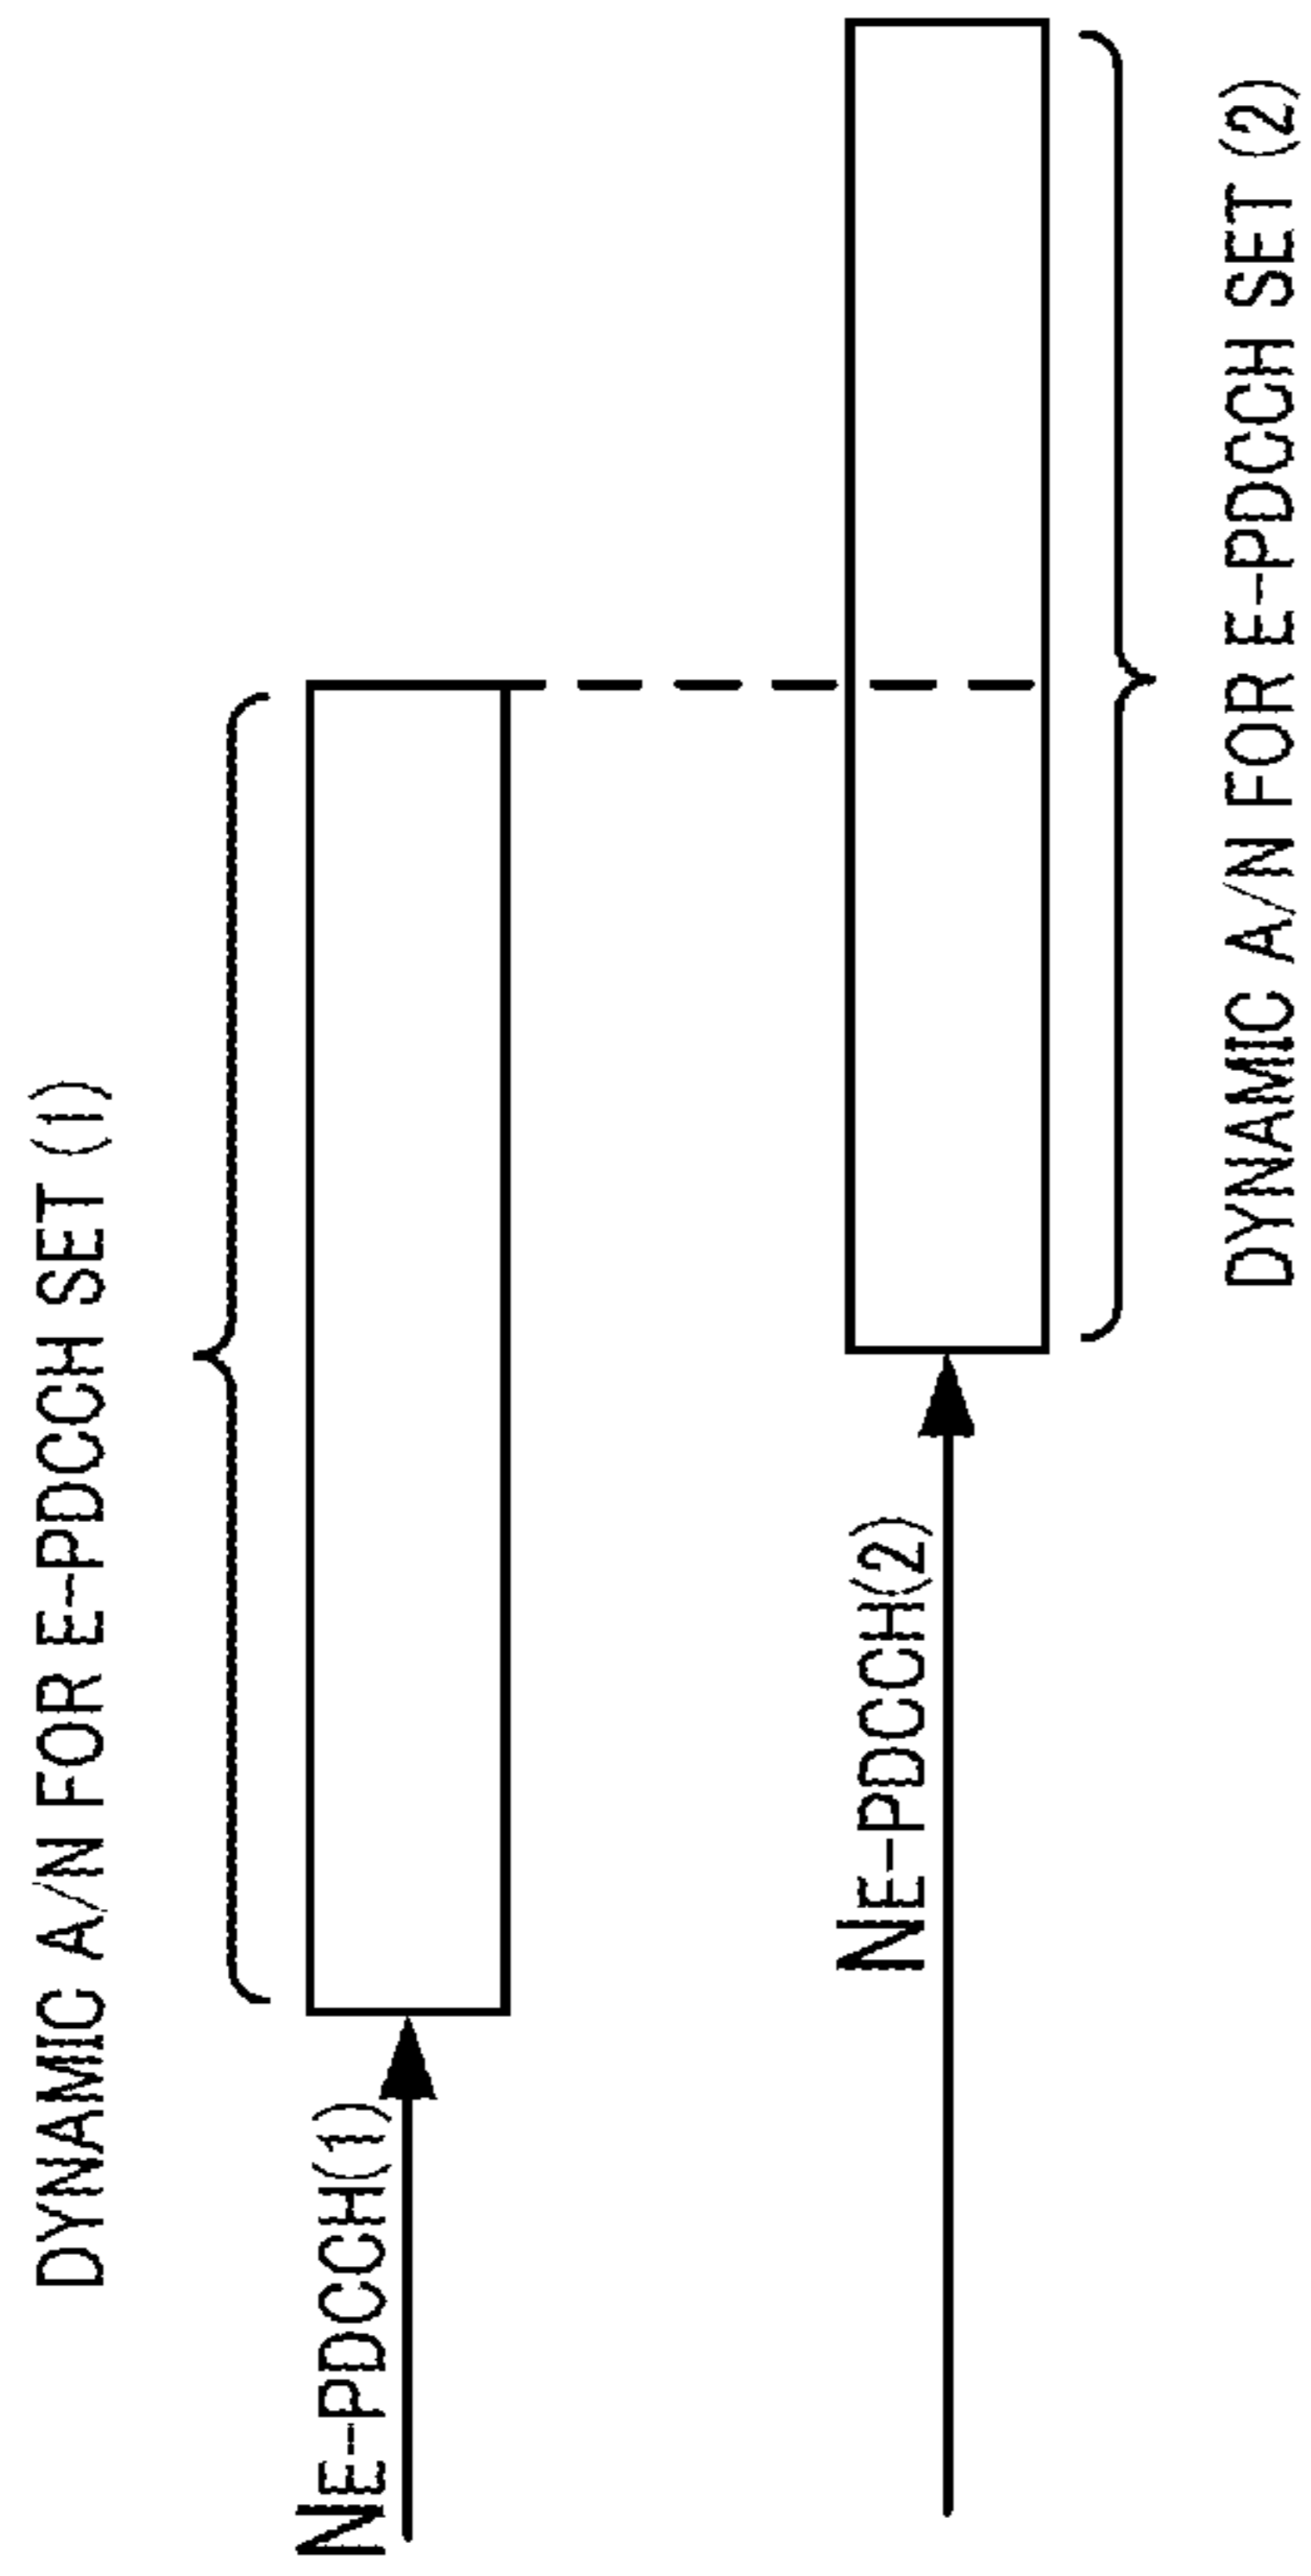 DYNAMIC A/N FOR E-PDCCH SET (1)
NE-PDCCH(1)
NE-PDCCH(2)
DYNAMIC A/N FOR E-PDCCH SET (2)